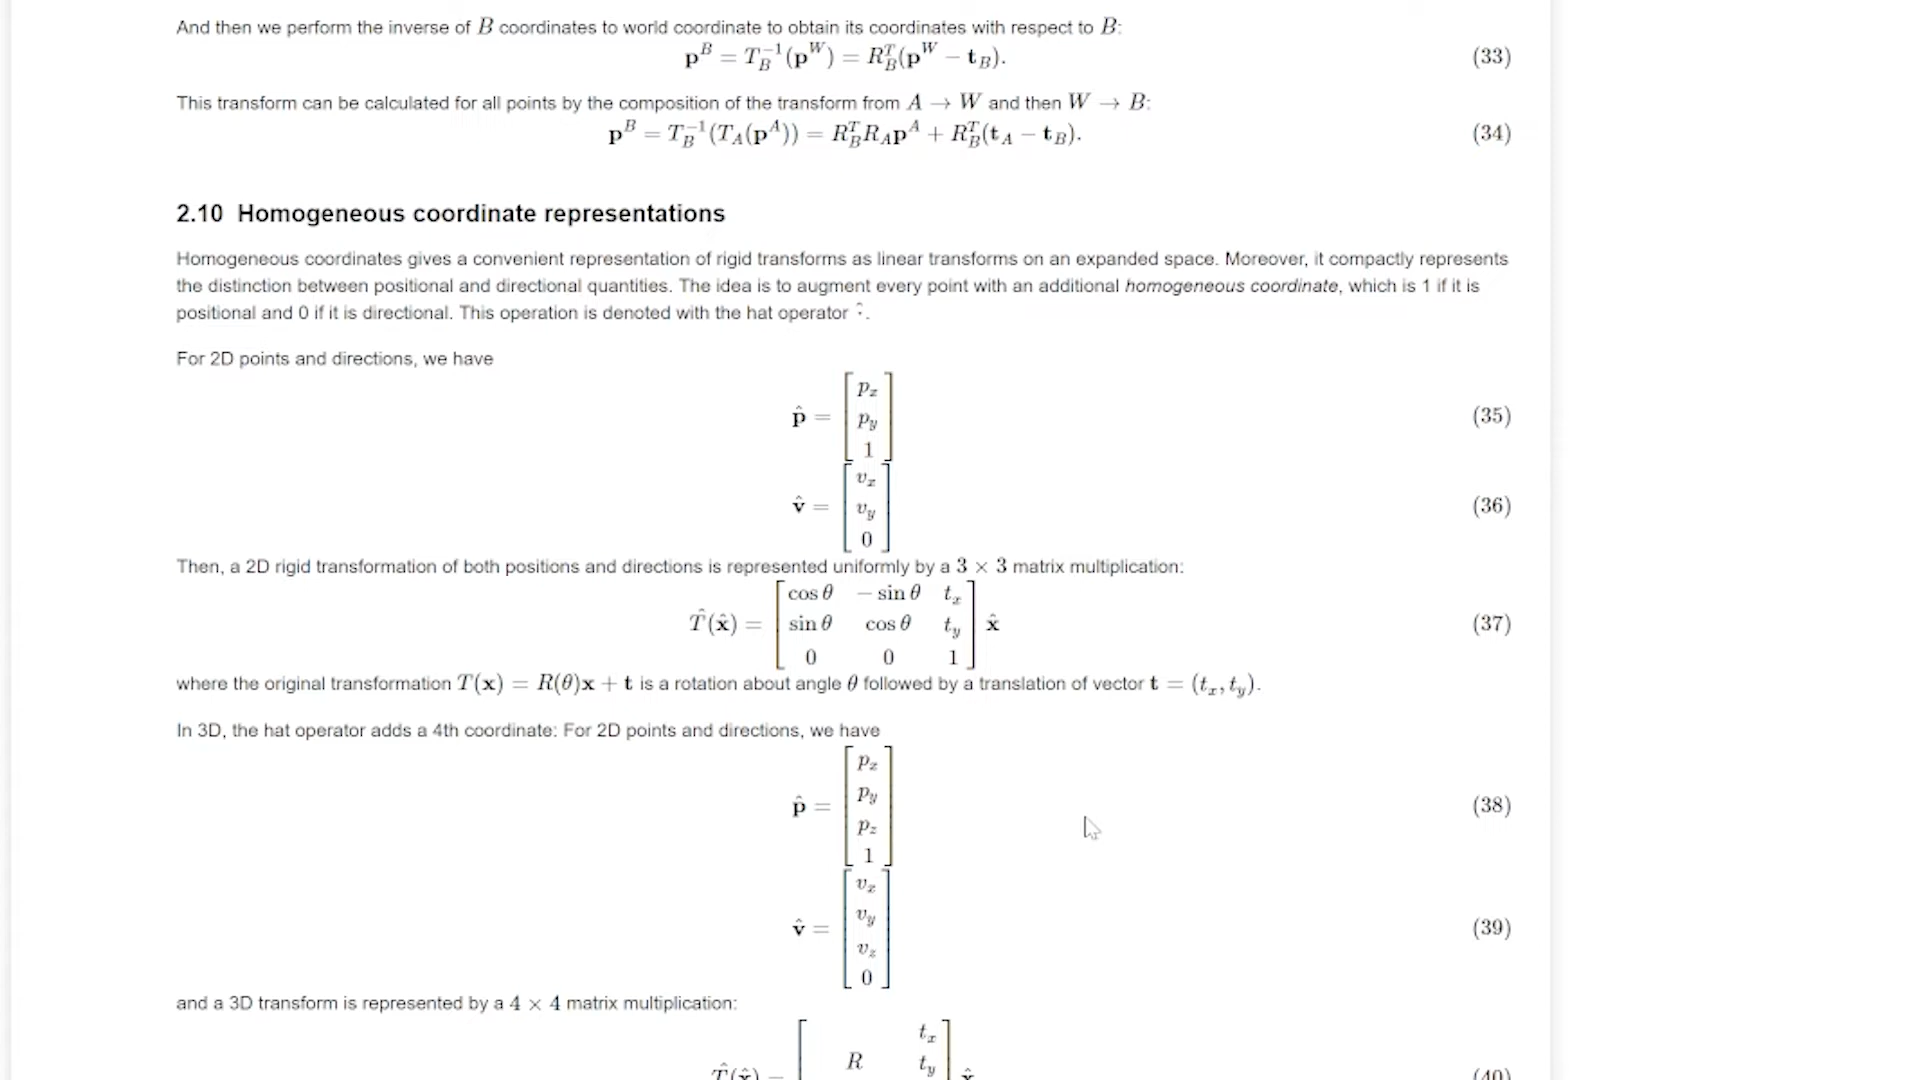 And then we perform the inverse of B coordinates to world coordinate to obtain its coordinates with respect to B:
p^B = T_B^{-1}(p^W) = R_B^T(p^W − t_B). (33)
This transform can be calculated for all points by the composition of the transform from A → W and then W → B:
p^B = T_B^{-1}(T_A(p^A)) = R_B^T R_A p^A + R_B^T(t_A − t_B). (34)
2.10 Homogeneous coordinate representations
Homogeneous coordinates gives a convenient representation of rigid transforms as linear transforms on an expanded space. Moreover, it compactly represents
the distinction between positional and directional quantities. The idea is to augment every point with an additional homogeneous coordinate, which is 1 if it is
positional and 0 if it is directional. This operation is denoted with the hat operator ˆ·.
For 2D points and directions, we have
p̂ = [p_x p_y 1] (35)
v̂ = [v_x v_y 0] (36)
Then, a 2D rigid transformation of both positions and directions is represented uniformly by a 3 × 3 matrix multiplication:
T̂(x̂) = [cos θ − sin θ t_x; sin θ cos θ t_y; 0 0 1] x̂ (37)
where the original transformation T(x) = R(θ)x + t is a rotation about angle θ followed by a translation of vector t = (t_x, t_y).
In 3D, the hat operator adds a 4th coordinate: For 2D points and directions, we have
p̂ = [p_x p_y p_z 1] (38)
v̂ = [v_x v_y v_z 0] (39)
and a 3D transform is represented by a 4 × 4 matrix multiplication:
T̂(x̂) = [R t_x t_y x̂ (40)